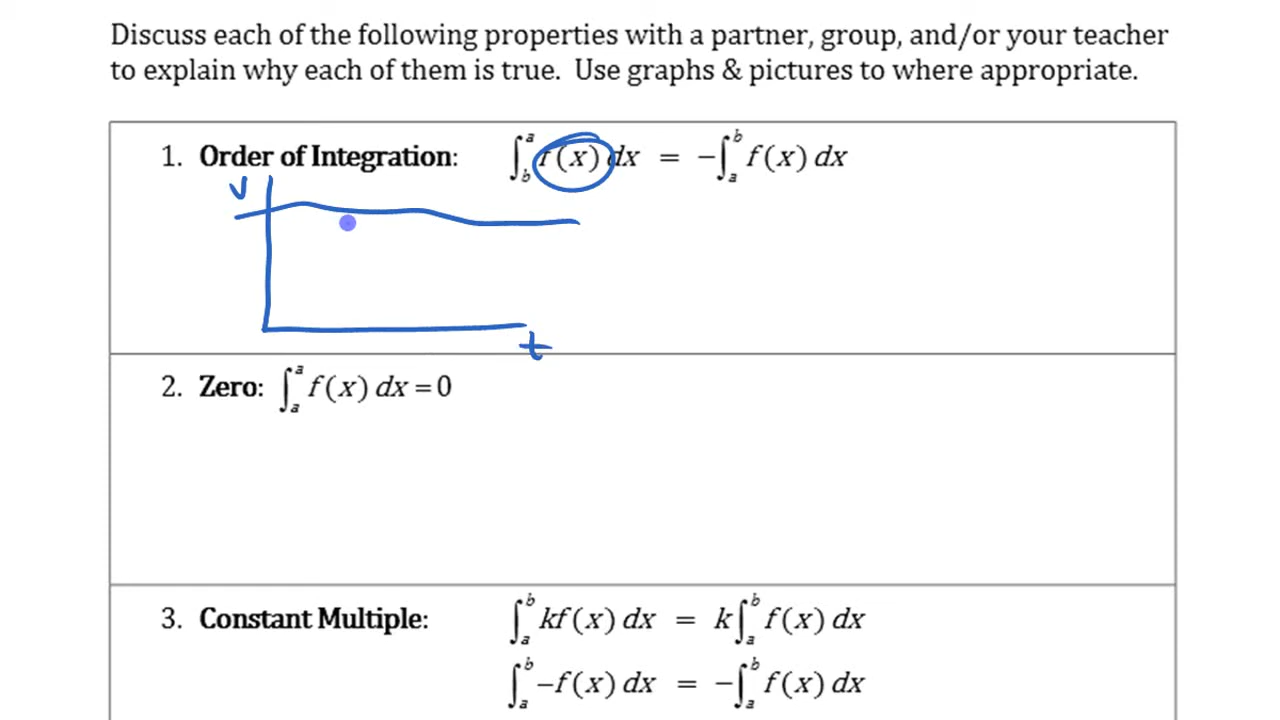 Discuss each of the following properties with a partner, group, and/or your teacher
to explain why each of them is true.  Use graphs & pictures to where appropriate.
1. Order of Integration: ∫_b^a f(x) dx = −∫_a^b f(x) dx
v
t
2. Zero: ∫_a^a f(x) dx = 0
3. Constant Multiple: ∫_a^b kf(x) dx = k∫_a^b f(x) dx
∫_a^b −f(x) dx = −∫_a^b f(x) dx